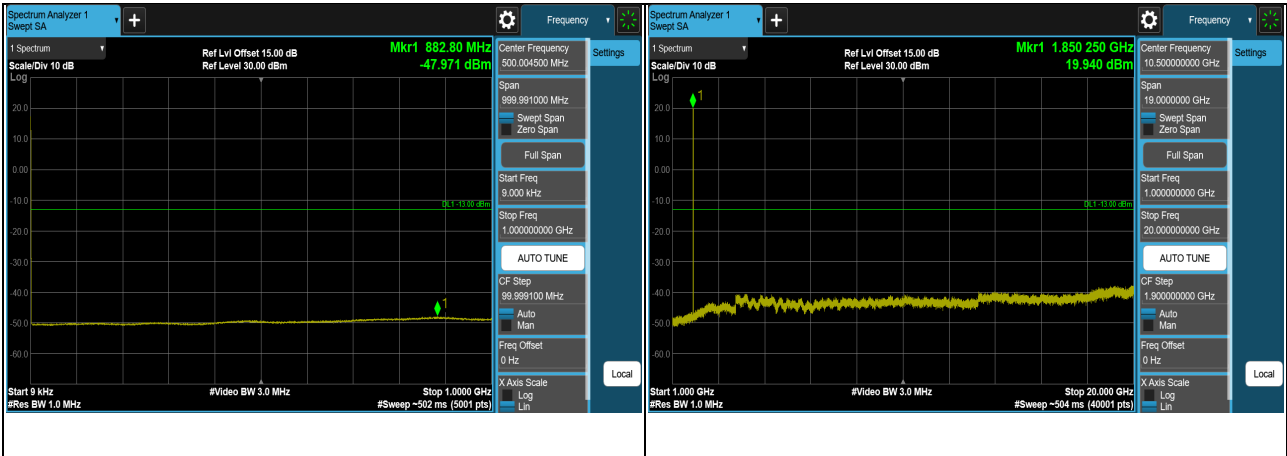 Spectrum Analyzer 1
Swept SA
+
Frequency
1 Spectrum
Scale/Div 10 dB
Ref Lvl Offset 15.00 dB
Ref Level 30.00 dBm
Mkr1 882.80 MHz
-47.971 dBm
Log
20.0
10.0
0.00
-10.0
-20.0
-30.0
-40.0
-50.0
-60.0
DL1 -13.00 dBm
1
Start 9 kHz
#Res BW 1.0 MHz
#Video BW 3.0 MHz
Stop 1.0000 GHz
#Sweep ~502 ms (5001 pts)
Center Frequency
500.004500 MHz
Settings
Span
999.991000 MHz
Swept Span
Zero Span
Full Span
Start Freq
9.000 kHz
Stop Freq
1.000000000 GHz
AUTO TUNE
CF Step
99.999100 MHz
Auto
Man
Freq Offset
0 Hz
X Axis Scale
Log
Lin
Local
Spectrum Analyzer 1
Swept SA
+
Frequency
1 Spectrum
Scale/Div 10 dB
Ref Lvl Offset 15.00 dB
Ref Level 30.00 dBm
Mkr1 1.850 250 GHz
19.940 dBm
Log
20.0
10.0
0.00
-10.0
-20.0
-30.0
-40.0
-50.0
-60.0
1
DL1 -13.00 dBm
Start 1.000 GHz
#Res BW 1.0 MHz
#Video BW 3.0 MHz
Stop 20.000 GHz
#Sweep ~504 ms (40001 pts)
Center Frequency
10.500000000 GHz
Settings
Span
19.0000000 GHz
Swept Span
Zero Span
Full Span
Start Freq
1.000000000 GHz
Stop Freq
20.000000000 GHz
AUTO TUNE
CF Step
1.900000000 GHz
Auto
Man
Freq Offset
0 Hz
X Axis Scale
Log
Lin
Local